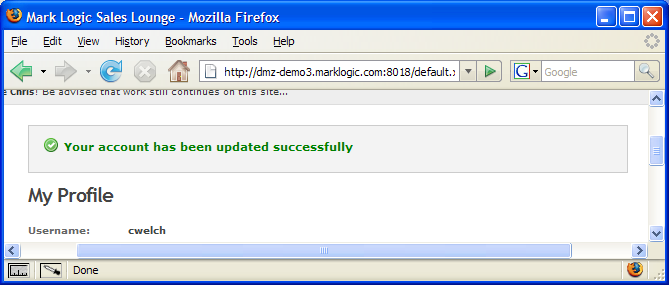 Mark Logic Sales Lounge - Mozilla Firefox
File Edit View History Bookmarks Tools Help
http://dmz-demo3.marklogic.com:8018/default.x
G Google
Chris! Be advised that work still continues on this site...
Your account has been updated successfully
My Profile
Username: cwelch
Done